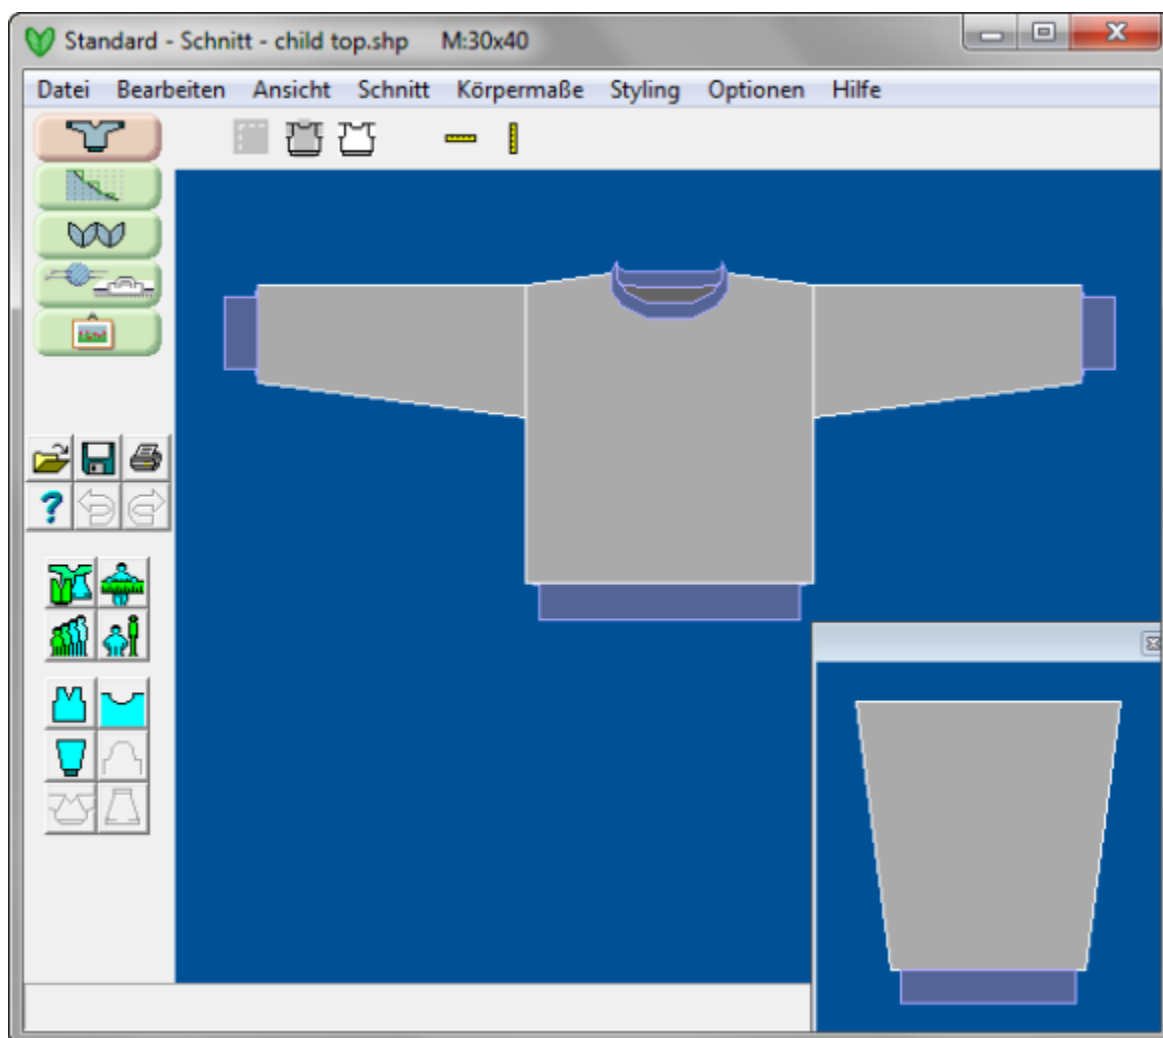 Standard - Schnitt - child top.shp M:30x40
Datei Bearbeiten Ansicht Schnitt Körpermaße Styling Optionen Hilfe
?